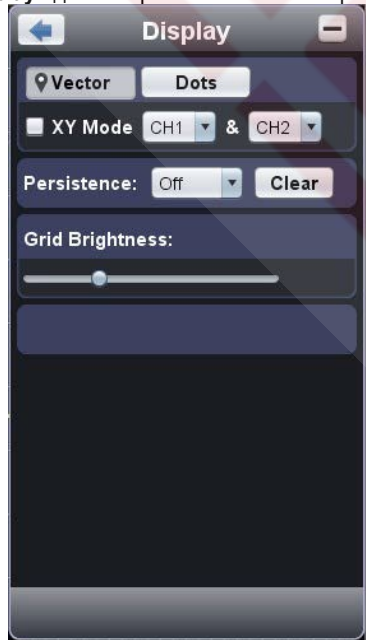 Display
Vector Dots
XY Mode CH1 & CH2
Persistence: Off Clear
Grid Brightness: